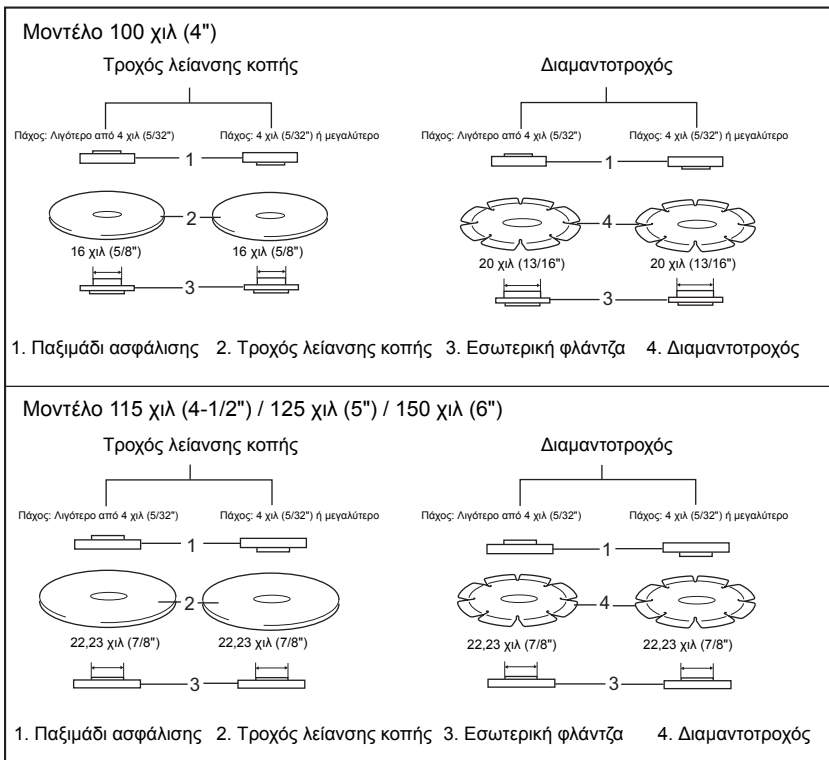 Μοντέλο 100 χιλ (4")
Τροχός λείανσης κοπής Διαμαντοτροχός
Πάχος: Λιγότερο από 4 χιλ (5/32") Πάχος: 4 χιλ (5/32") ή μεγαλύτερο Πάχος: Λιγότερο από 4 χιλ (5/32") Πάχος: 4 χιλ (5/32") ή μεγαλύτερο
1 1
2 4
16 χιλ (5/8") 16 χιλ (5/8") 20 χιλ (13/16") 20 χιλ (13/16")
3 3
1. Παξιμάδι ασφάλισης 2. Τροχός λείανσης κοπής 3. Εσωτερική φλάντζα 4. Διαμαντοτροχός
Μοντέλο 115 χιλ (4-1/2") / 125 χιλ (5") / 150 χιλ (6")
Τροχός λείανσης κοπής Διαμαντοτροχός
Πάχος: Λιγότερο από 4 χιλ (5/32") Πάχος: 4 χιλ (5/32") ή μεγαλύτερο Πάχος: Λιγότερο από 4 χιλ (5/32") Πάχος: 4 χιλ (5/32") ή μεγαλύτερο
1 1
2 4
22,23 χιλ (7/8") 22,23 χιλ (7/8") 22,23 χιλ (7/8") 22,23 χιλ (7/8")
3 3
1. Παξιμάδι ασφάλισης 2. Τροχός λείανσης κοπής 3. Εσωτερική φλάντζα 4. Διαμαντοτροχός